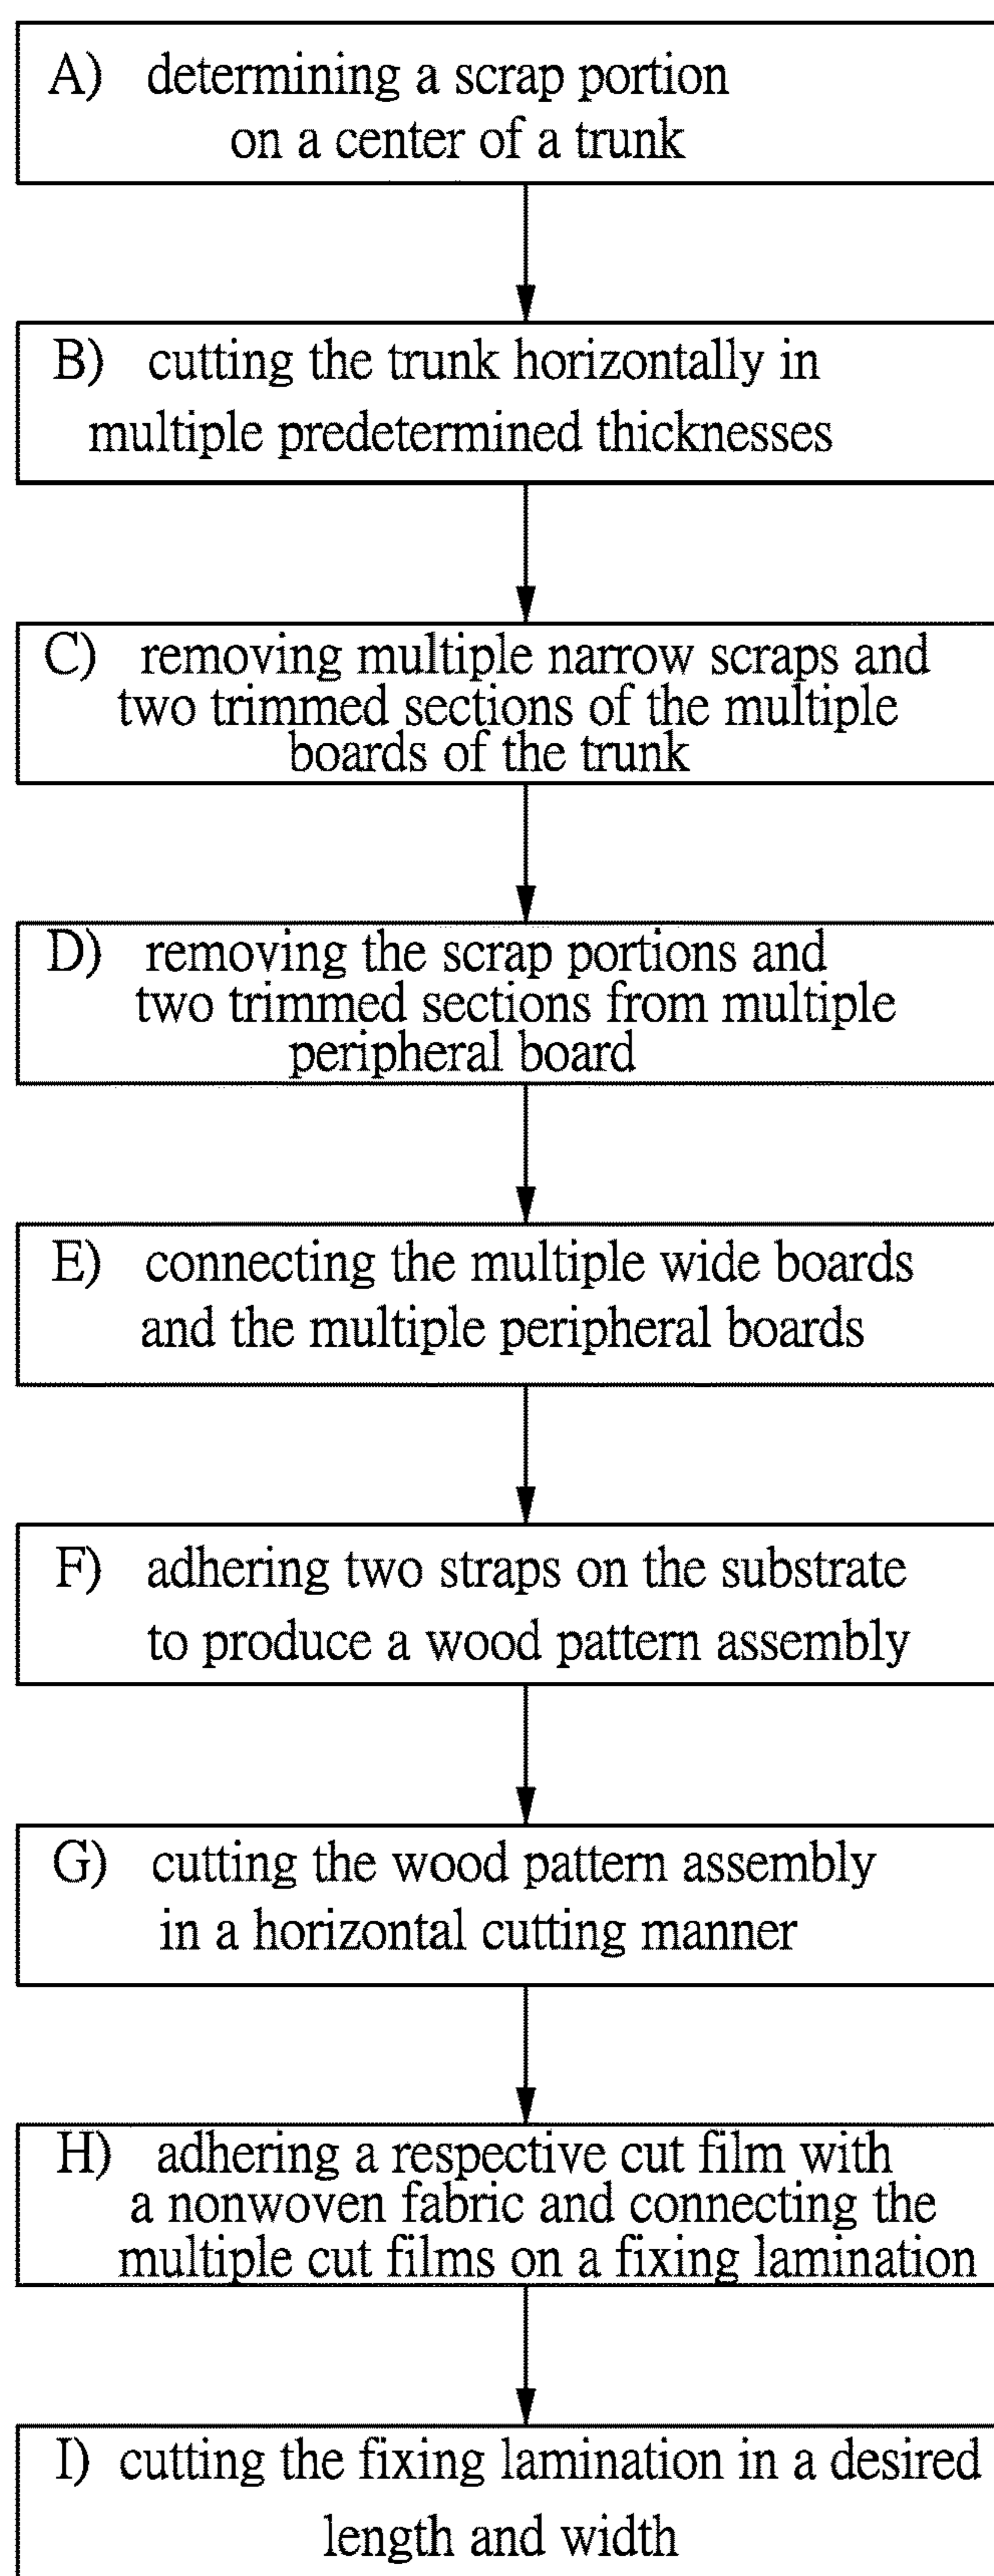 A) determining a scrap portion
on a center of a trunk
B) cutting the trunk horizontally in
multiple predetermined thicknesses
C) removing multiple narrow scraps and
two trimmed sections of the multiple
boards of the trunk
D) removing the scrap portions and
two trimmed sections from multiple
peripheral board
E) connecting the multiple wide boards
and the multiple peripheral boards
F) adhering two straps on the substrate
to produce a wood pattern assembly
G) cutting the wood pattern assembly
in a horizontal cutting manner
H) adhering a respective cut film with
a nonwoven fabric and connecting the
multiple cut films on a fixing lamination
I) cutting the fixing lamination in a desired
length and width